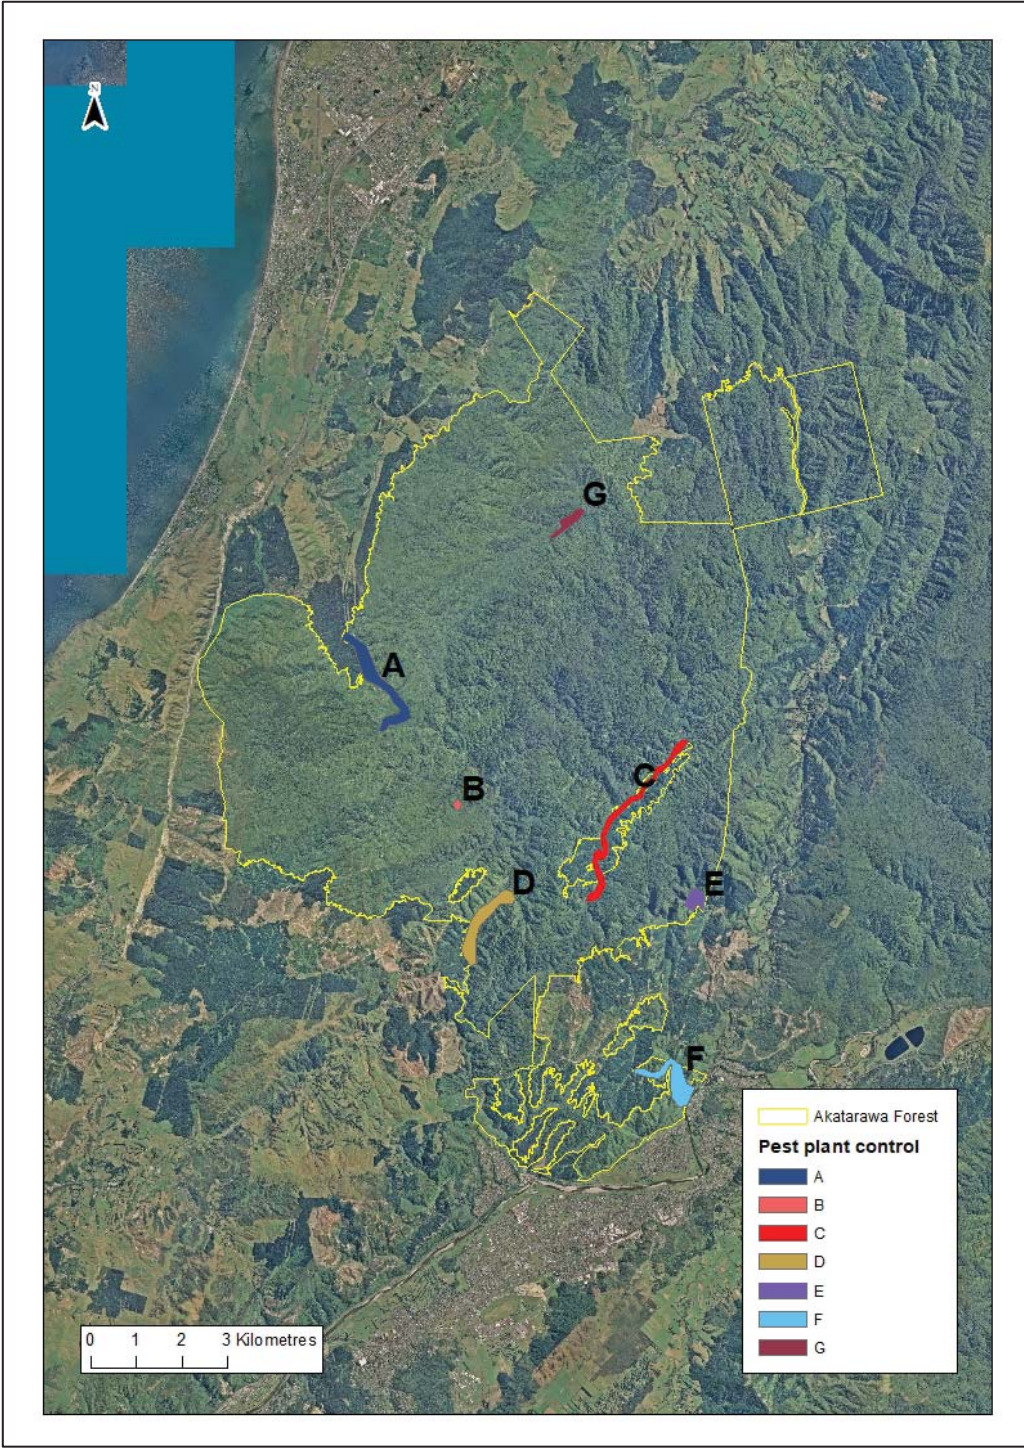 N
G
A
B
C
D
E
F
Akatarawa Forest
Pest plant control
A
B
C
D
E
F
G
0 1 2 3 Kilometres